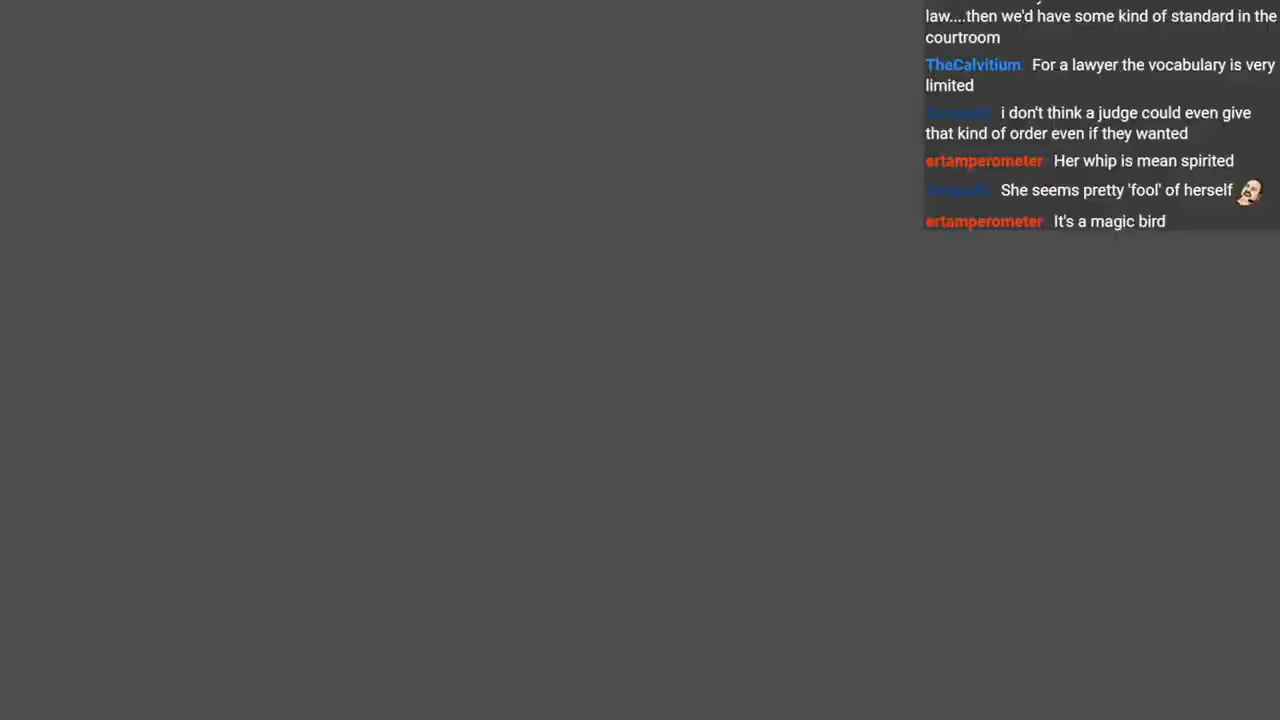 law....then we'd have some kind of standard in the
courtroom
TheCalvitium For a lawyer the vocabulary is very
limited
i don't think a judge could even give
that kind of order even if they wanted
ertamperometer Her whip is mean spirited
She seems pretty 'fool' of herself
ertamperometer It's a magic bird